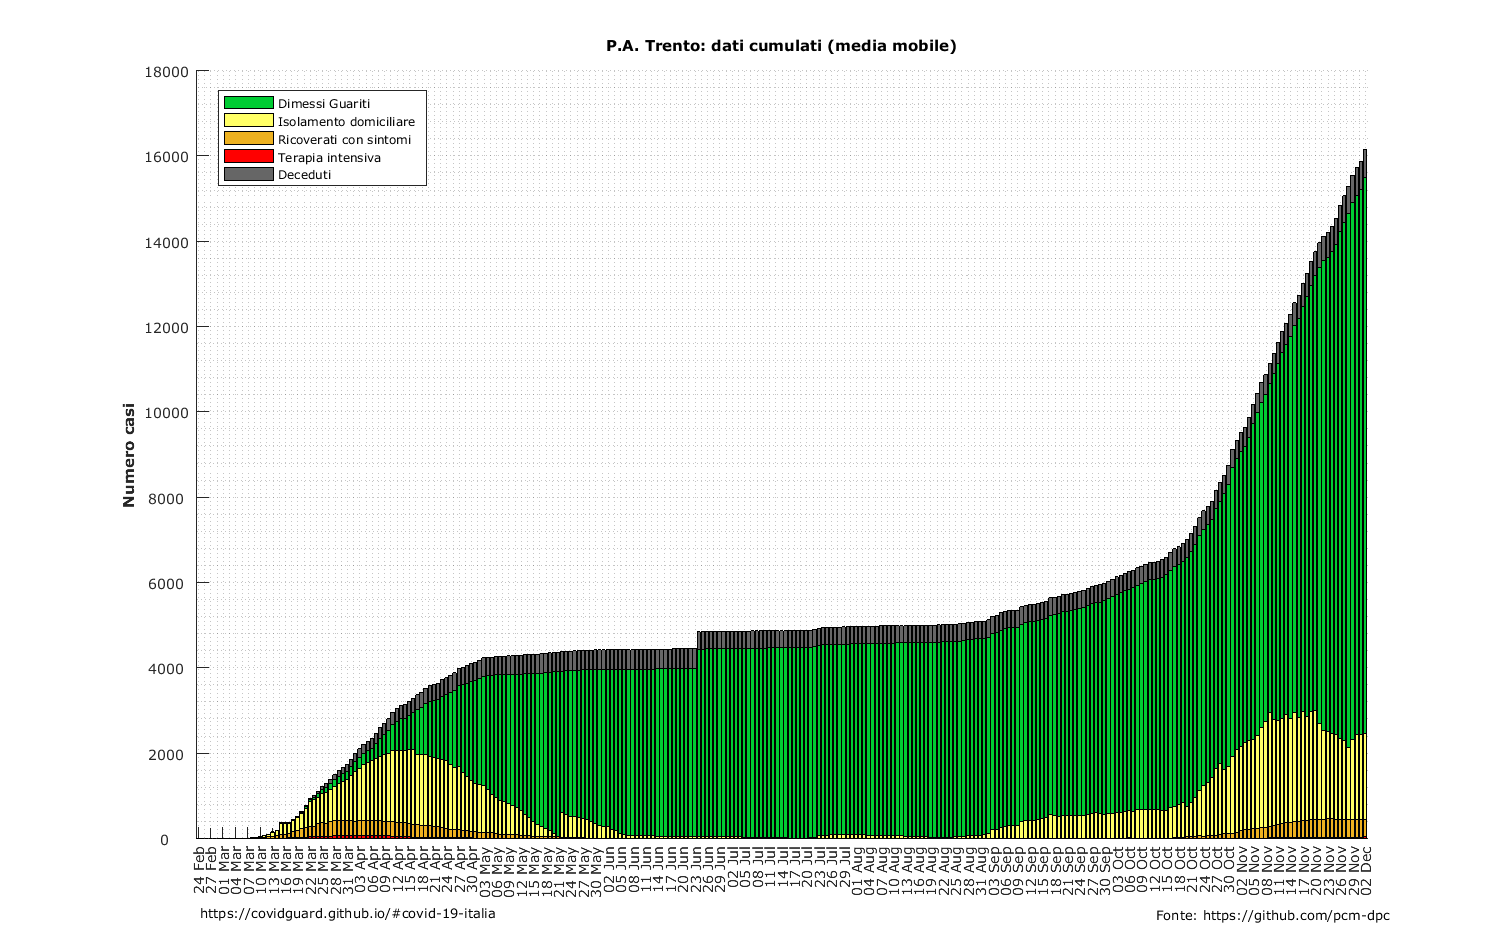 P.A. Trento: dati cumulati (media mobile)
18000
16000
14000
12000
10000
8000
6000
4000
2000
0
Numero casi
Dimessi Guariti
Isolamento domiciliare
Ricoverati con sintomi
Terapia intensiva
Deceduti
24 Feb
27 Feb
01 Mar
04 Mar
07 Mar
10 Mar
13 Mar
16 Mar
19 Mar
22 Mar
25 Mar
28 Mar
31 Mar
03 Apr
06 Apr
09 Apr
12 Apr
15 Apr
18 Apr
21 Apr
24 Apr
27 Apr
30 Apr
03 May
06 May
09 May
12 May
15 May
18 May
21 May
24 May
27 May
30 May
02 Jun
05 Jun
08 Jun
11 Jun
14 Jun
17 Jun
20 Jun
23 Jun
26 Jun
29 Jun
02 Jul
05 Jul
08 Jul
11 Jul
14 Jul
17 Jul
20 Jul
23 Jul
26 Jul
29 Jul
01 Aug
04 Aug
07 Aug
10 Aug
13 Aug
16 Aug
19 Aug
22 Aug
25 Aug
28 Aug
31 Aug
03 Sep
06 Sep
09 Sep
12 Sep
15 Sep
18 Sep
21 Sep
24 Sep
27 Sep
30 Sep
03 Oct
06 Oct
09 Oct
12 Oct
15 Oct
18 Oct
21 Oct
24 Oct
27 Oct
30 Oct
02 Nov
05 Nov
08 Nov
11 Nov
14 Nov
17 Nov
20 Nov
23 Nov
26 Nov
29 Nov
02 Dec
https://covidguard.github.io/#covid-19-italia
Fonte: https://github.com/pcm-dpc